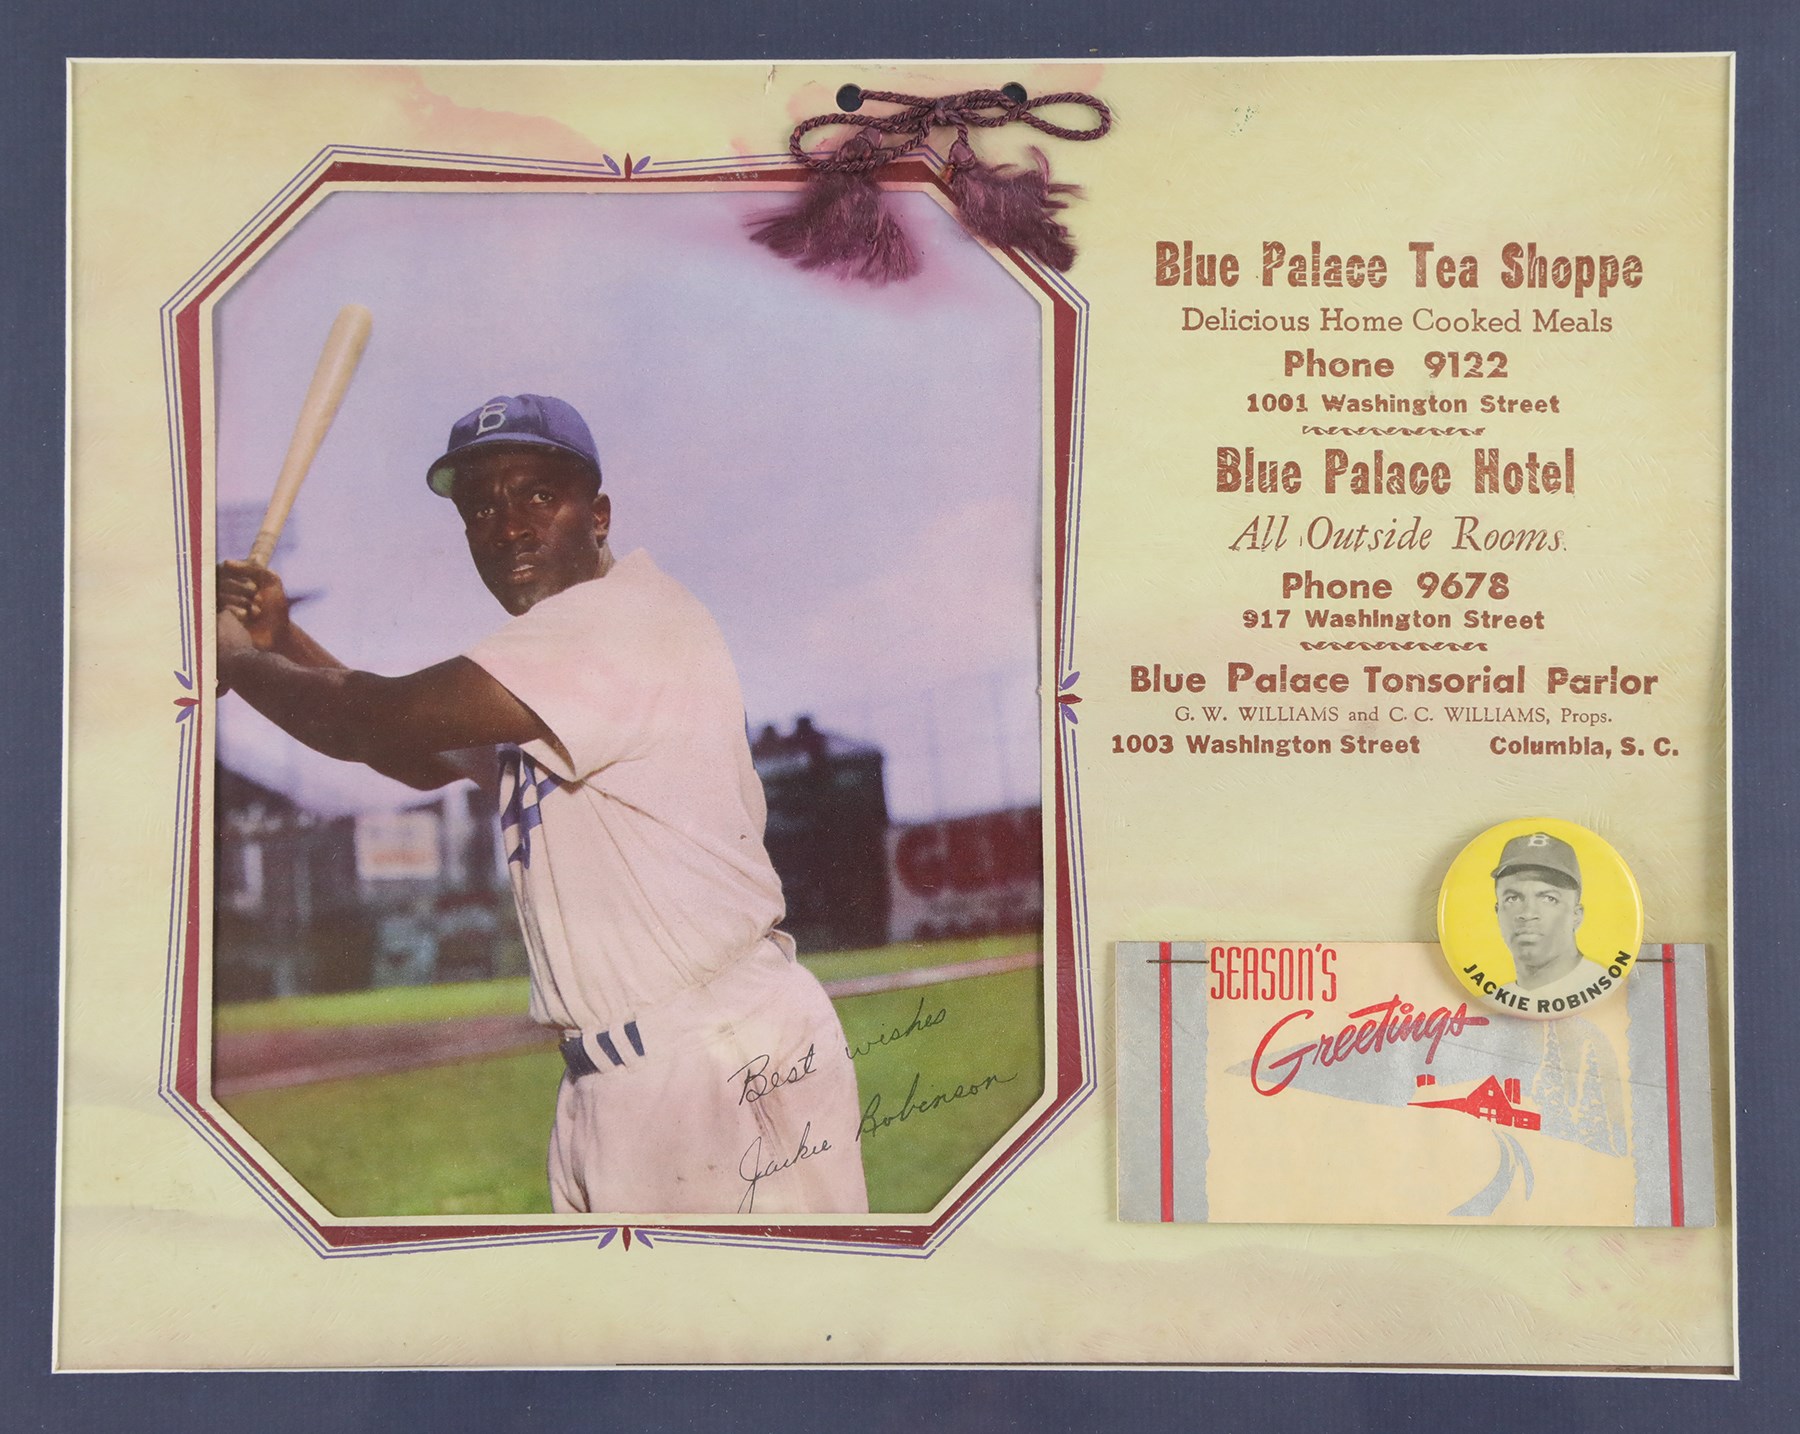 Blue Palace Tea Shoppe
Delicious Home Cooked Meals
Phone 9122
1001 Washington Street
Blue Palace Hotel
All Outside Rooms.
Phone 9678
917 Washington Street
Blue Palace Tonsorial Parlor
G. W. WILLIAMS and C. C. WILLIAMS, Props.
1003 Washington Street Columbia, S. C.
B
Best wishes
Jackie Robinson
B
JACKIE ROBINSON
SEASON'S
Greetings